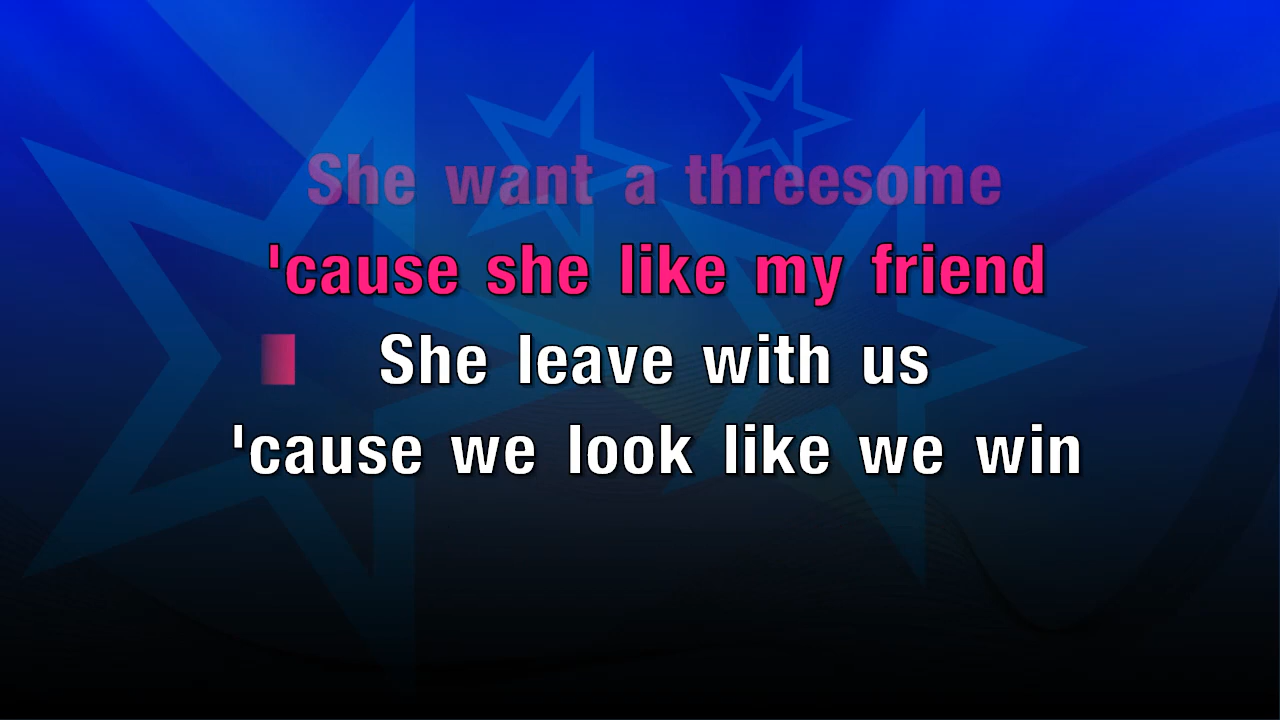 She want a threesome
'cause she like my friend
She leave with us
'cause we look like we win